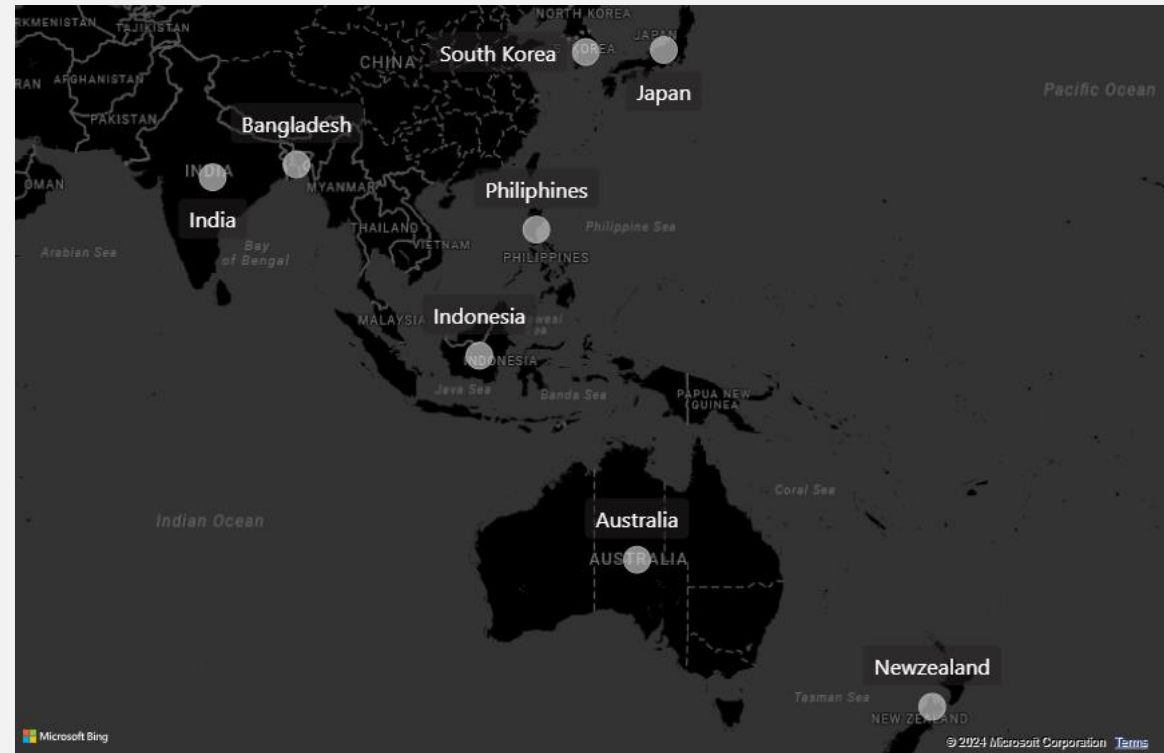 NORTH KOREA
RKMENISTAN
TAJIKISTAN
JAPAN
South Korea
KOREA
CHINA
AFGHANISTAN
RAN
Japan
Pacific Ocean
PAKISTAN
Bangladesh
INDIA
OMAN
MYANMAR
Philiphines
India
THAILAND
Philippine Sea
Arabian Sea
Bay
of Bengal
VIETNAM
PHILIPPINES
MALAYSIA
Indonesia
INDONESIA
Java Sea
Banda Sea
PAPUA NEW
GUINEA
Coral Sea
Indian Ocean
Australia
AUSTRALIA
Newzealand
Tasman Sea
NEW ZEALAND
Microsoft Bing
© 2024 Microsoft Corporation Terms